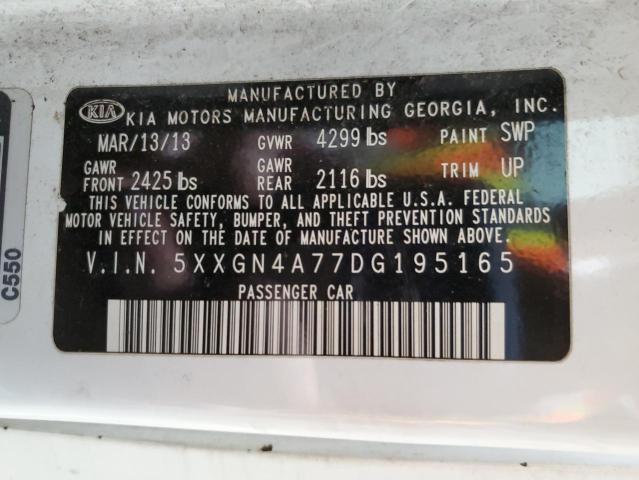 MANUFACTURED BY
KIA KIA MOTORS MANUFACTURING GEORGIA, INC.
MAR/13/13 GVWR 4299 lbs PAINT SWP
GAWR FRONT 2425 lbs GAWR REAR 2116 lbs TRIM UP
THIS VEHICLE CONFORMS TO ALL APPLICABLE U.S.A. FEDERAL
MOTOR VEHICLE SAFETY, BUMPER, AND THEFT PREVENTION STANDARDS
IN EFFECT ON THE DATE OF MANUFACTURE SHOWN ABOVE.
V.I.N. 5XXGN4A77DG195165
PASSENGER CAR
C550